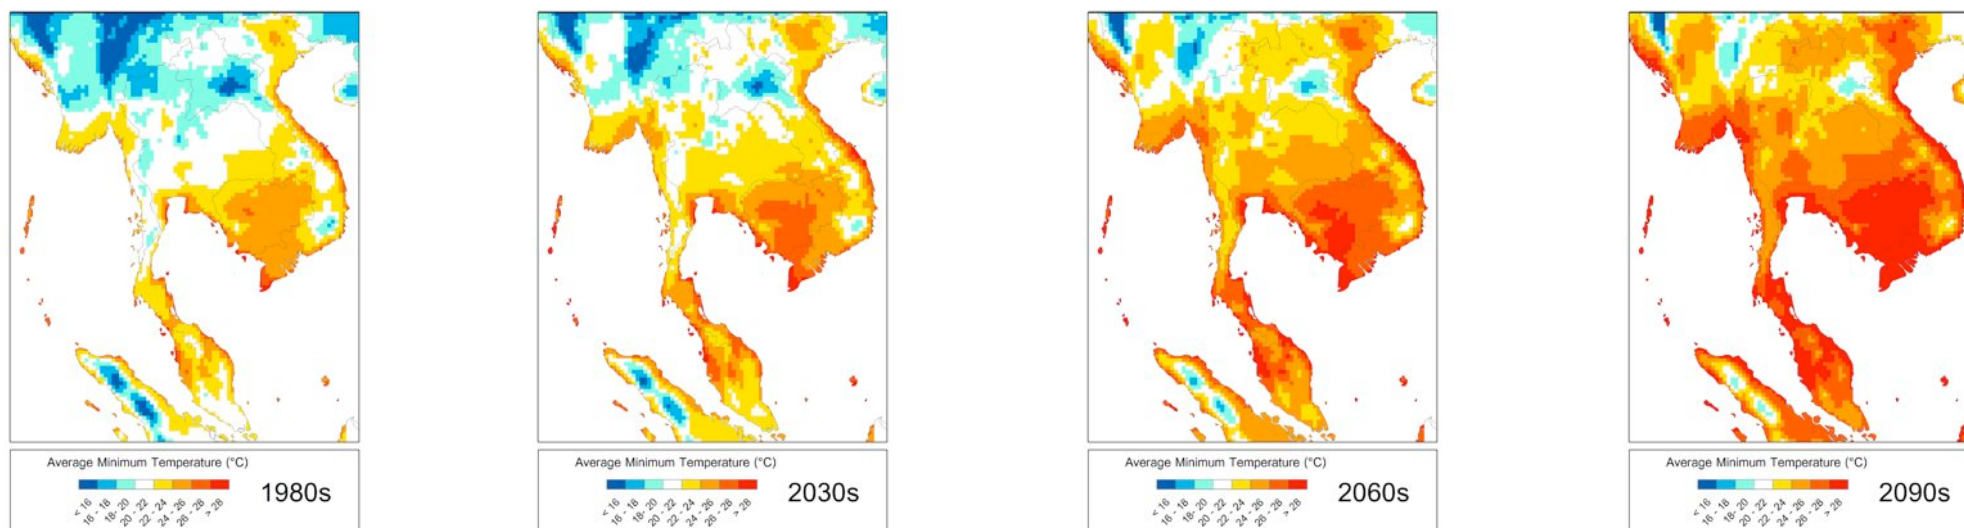 Average Minimum Temperature (°C)
< 16
16 - 18
18- 20
20 - 22
22 - 24
24 - 26
26 - 28
> 28
1980s
Average Minimum Temperature (°C)
< 16
16 - 18
18- 20
20 - 22
22 - 24
24 - 26
26 - 28
> 28
2030s
Average Minimum Temperature (°C)
< 16
16 - 18
18- 20
20 - 22
22 - 24
24 - 26
26 - 28
> 28
2060s
Average Minimum Temperature (°C)
< 16
16 - 18
18- 20
20 - 22
22 - 24
24 - 26
26 - 28
> 28
2090s